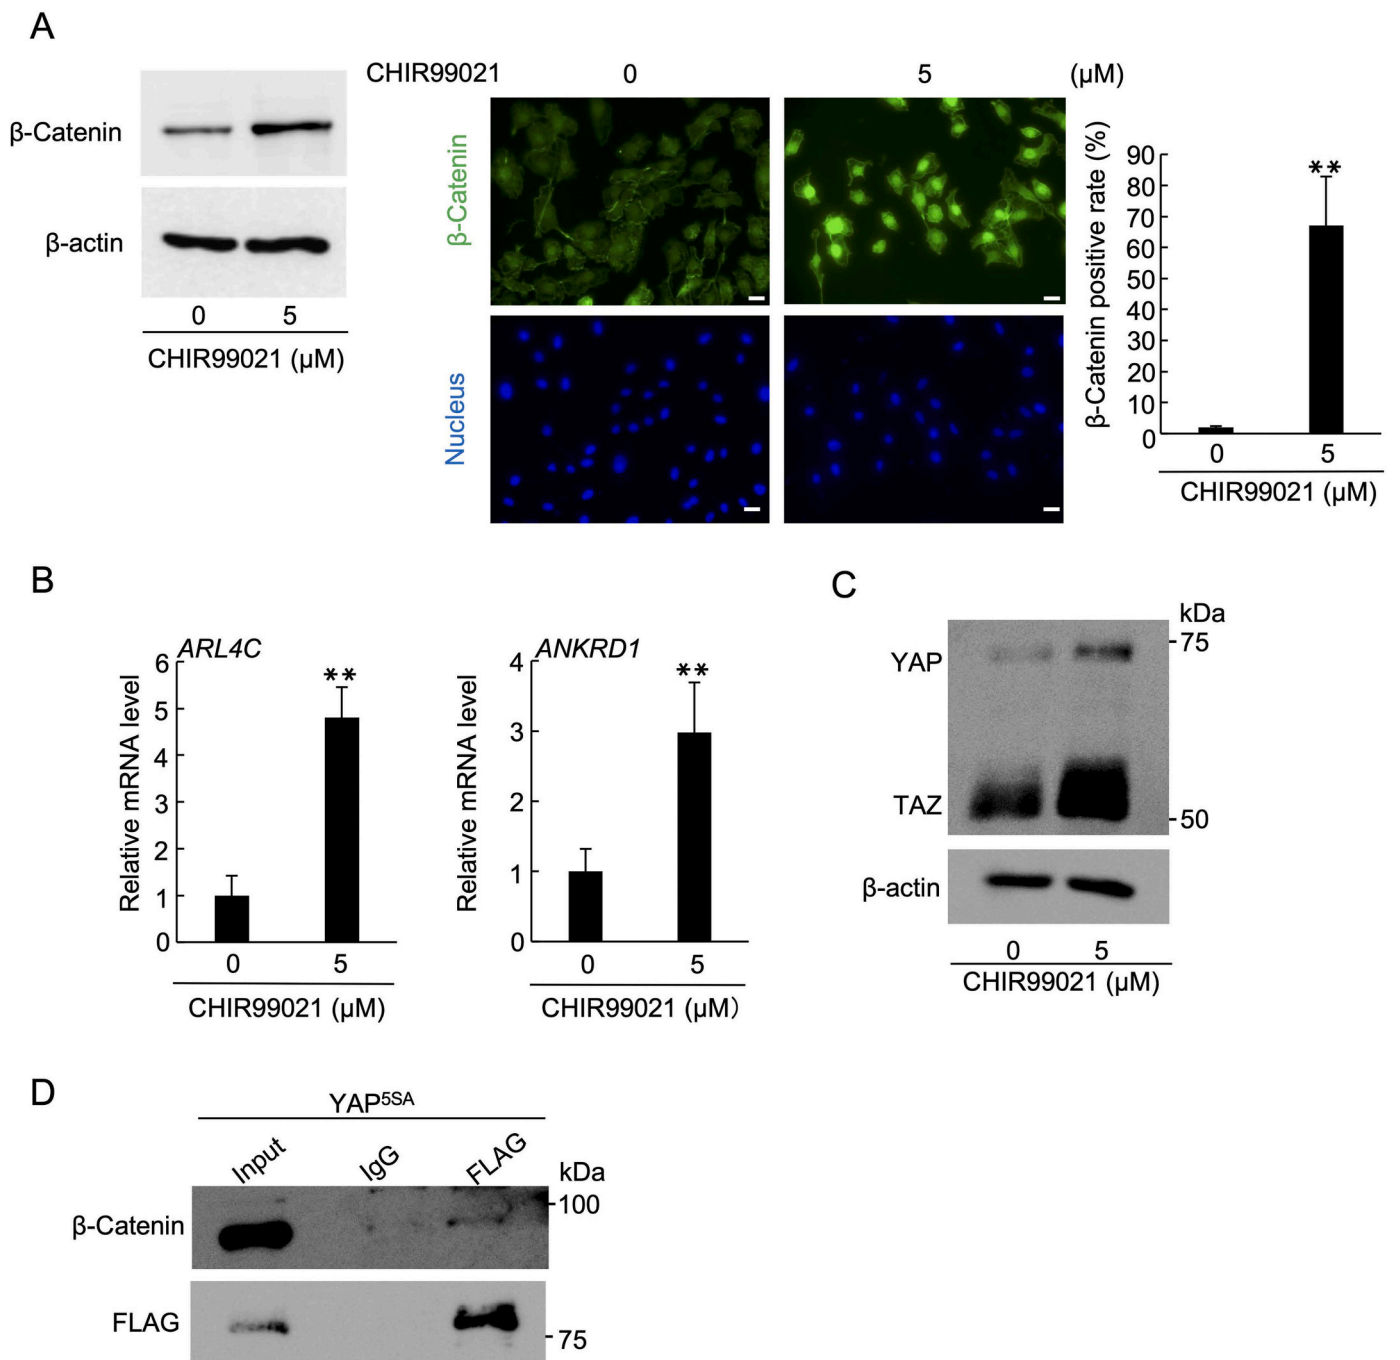 A
β-Catenin
β-actin
0 5
CHIR99021 (μM)
CHIR99021 0 5 (μM)
β-Catenin
Nucleus
β-Catenin positive rate (%)
90
80
70
60
50
40
30
20
10
0
**
0 5
CHIR99021 (μM)
B
ARL4C
Relative mRNA level
6
5
4
3
2
1
0
**
0 5
CHIR99021 (μM)
ANKRD1
Relative mRNA level
4
3
2
1
0
**
0 5
CHIR99021 (μM)
C
kDa
YAP
75
TAZ
50
β-actin
0 5
CHIR99021 (μM)
D
YAP5SA
Input IgG FLAG
kDa
100
β-Catenin
FLAG
75